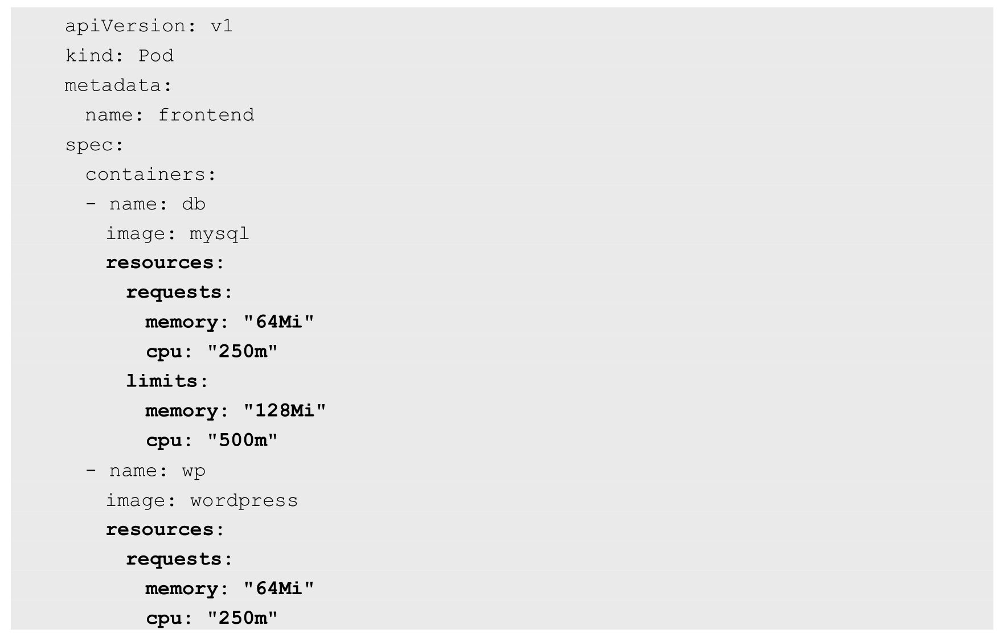 apiVersion: v1
kind: Pod
metadata:
  name: frontend
spec:
  containers:
  - name: db
    image: mysql
    resources:
      requests:
        memory: "64Mi"
        cpu: "250m"
      limits:
        memory: "128Mi"
        cpu: "500m"
  - name: wp
    image: wordpress
    resources:
      requests:
        memory: "64Mi"
        cpu: "250m"